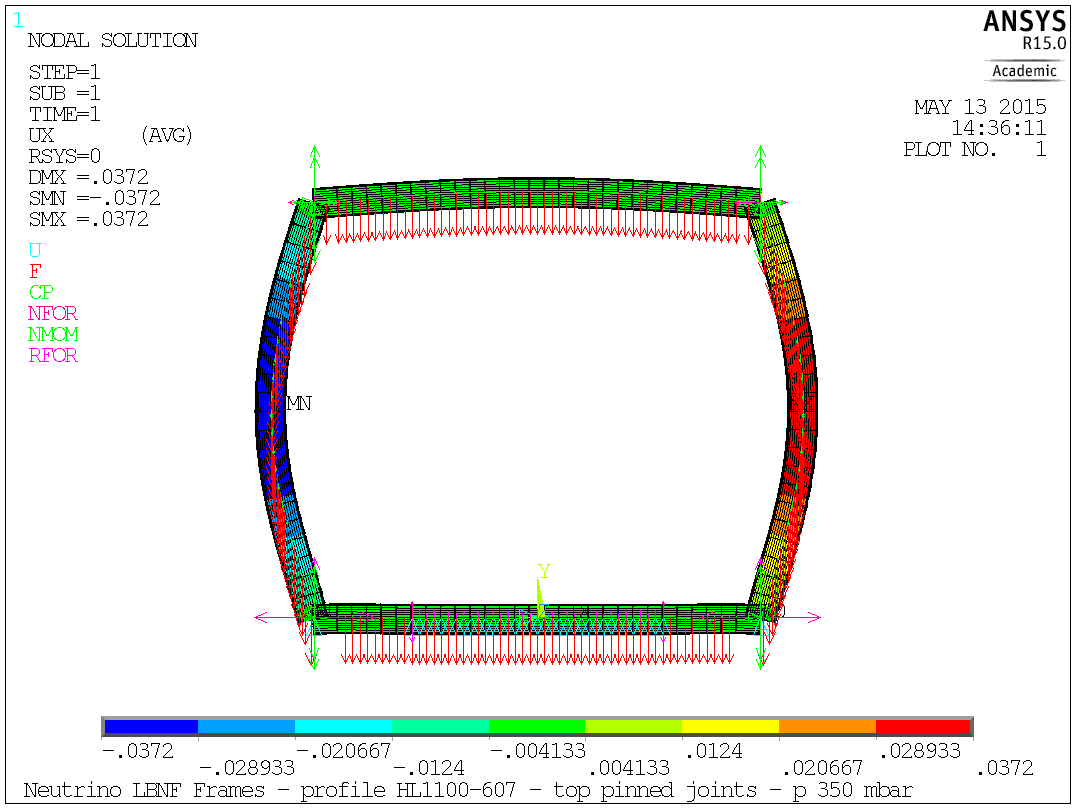 1
NODAL SOLUTION
STEP=1
SUB =1
TIME=1
UX (AVG)
RSYS=0
DMX =.0372
SMN =-.0372
SMX =.0372
U
F
CP
NFOR
NMOM
RFOR
ANSYS
R15.0
Academic
MAY 13 2015
14:36:11
PLOT NO. 1
MN
Y
-.0372
-.028933
-.020667
-.0124
-.004133
.004133
.0124
.020667
.028933
.0372
Neutrino LBNF Frames - profile HL1100-607 - top pinned joints - p 350 mbar